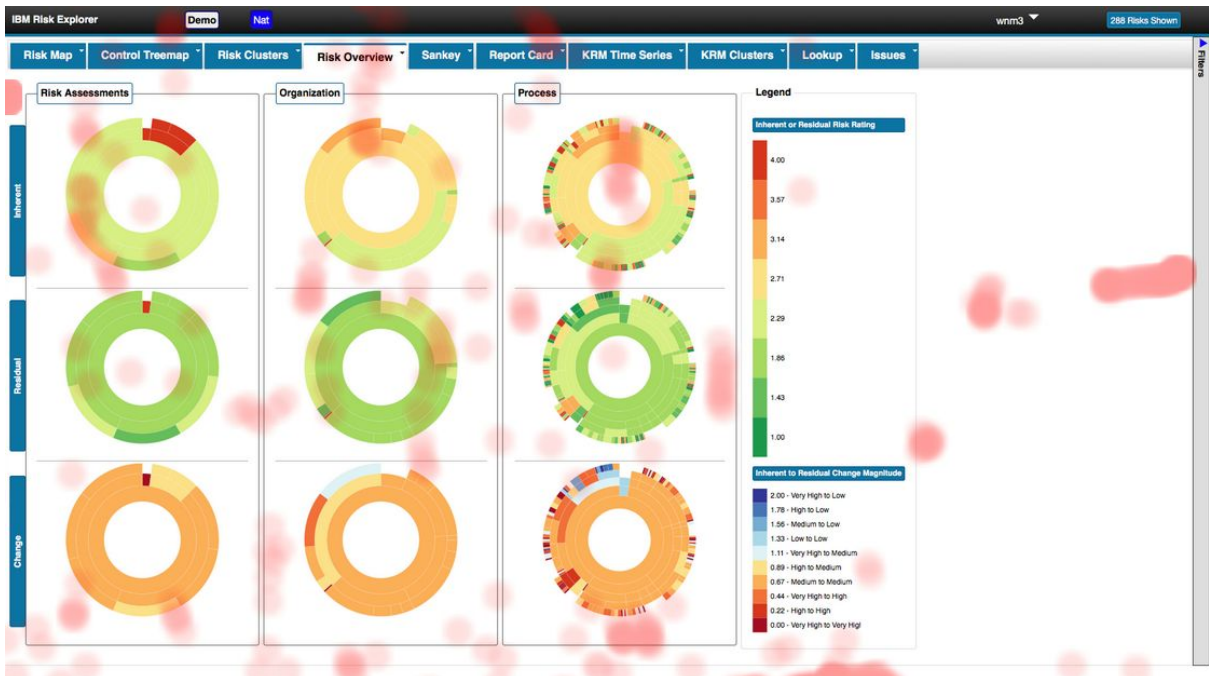 IBM Risk Explorer Demo Nat wnm3 288 Risks Shown
Risk Map Control Treemap Risk Clusters Risk Overview Sankey Report Card KRM Time Series KRM Clusters Lookup Issues
Filters
Risk Assessments Organization Process Legend
Inherent
Residual
Change
Inherent or Residual Risk Rating
4.00
3.57
3.14
2.71
2.29
1.86
1.43
1.00
Inherent to Residual Change Magnitude
2.00 - Very High to Low
1.78 - High to Low
1.56 - Medium to Low
1.33 - Low to Low
1.11 - Very High to Medium
0.89 - High to Medium
0.67 - Medium to Medium
0.44 - Very High to High
0.22 - High to High
0.00 - Very High to Very Higl